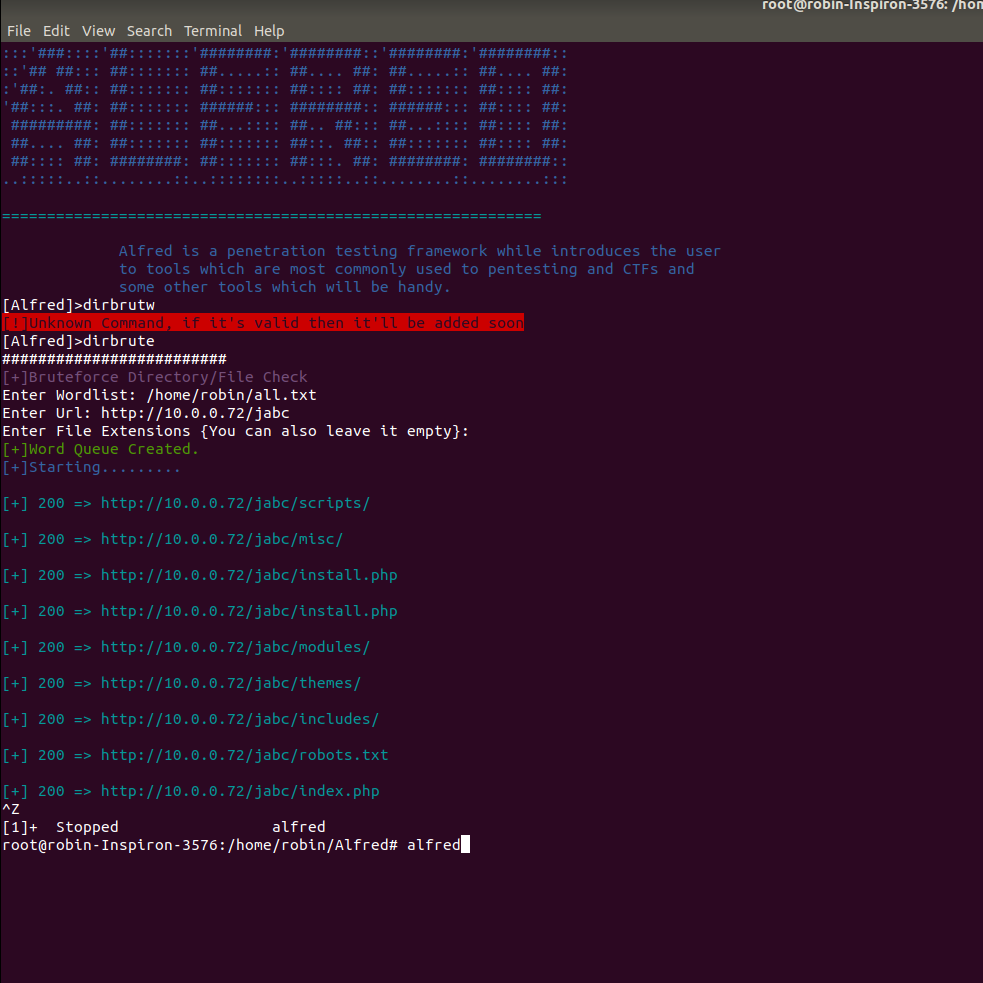 root@robin-Inspiron-3576: /hom
File Edit View Search Terminal Help
:::'###::::'##:::::::'########:'########::'########:'########::
::'## ##::: ##::::::: ##.....:: ##.... ##: ##.....:: ##.... ##:
:'##:. ##:: ##::::::: ##::::::: ##:::: ##: ##::::::: ##:::: ##:
'##:::. ##: ##::::::: ######::: ########:: ######::: ##:::: ##:
 #########: ##::::::: ##...:::: ##.. ##::: ##...:::: ##:::: ##:
 ##.... ##: ##::::::: ##::::::: ##::. ##:: ##::::::: ##:::: ##:
 ##:::: ##: ########: ##::::::: ##:::. ##: ########: ########::
..:::::..::........::..::::::::..:::::..::........::........:::
============================================================
Alfred is a penetration testing framework while introduces the user
to tools which are most commonly used to pentesting and CTFs and
some other tools which will be handy.
[Alfred]>dirbrutw
[!]Unknown Command, if it's valid then it'll be added soon
[Alfred]>dirbrute
#########################
[+]Bruteforce Directory/File Check
Enter Wordlist: /home/robin/all.txt
Enter Url: http://10.0.0.72/jabc
Enter File Extensions {You can also leave it empty}:
[+]Word Queue Created.
[+]Starting.........
[+] 200 => http://10.0.0.72/jabc/scripts/
[+] 200 => http://10.0.0.72/jabc/misc/
[+] 200 => http://10.0.0.72/jabc/install.php
[+] 200 => http://10.0.0.72/jabc/install.php
[+] 200 => http://10.0.0.72/jabc/modules/
[+] 200 => http://10.0.0.72/jabc/themes/
[+] 200 => http://10.0.0.72/jabc/includes/
[+] 200 => http://10.0.0.72/jabc/robots.txt
[+] 200 => http://10.0.0.72/jabc/index.php
^Z
[1]+  Stopped                 alfred
root@robin-Inspiron-3576:/home/robin/Alfred# alfred